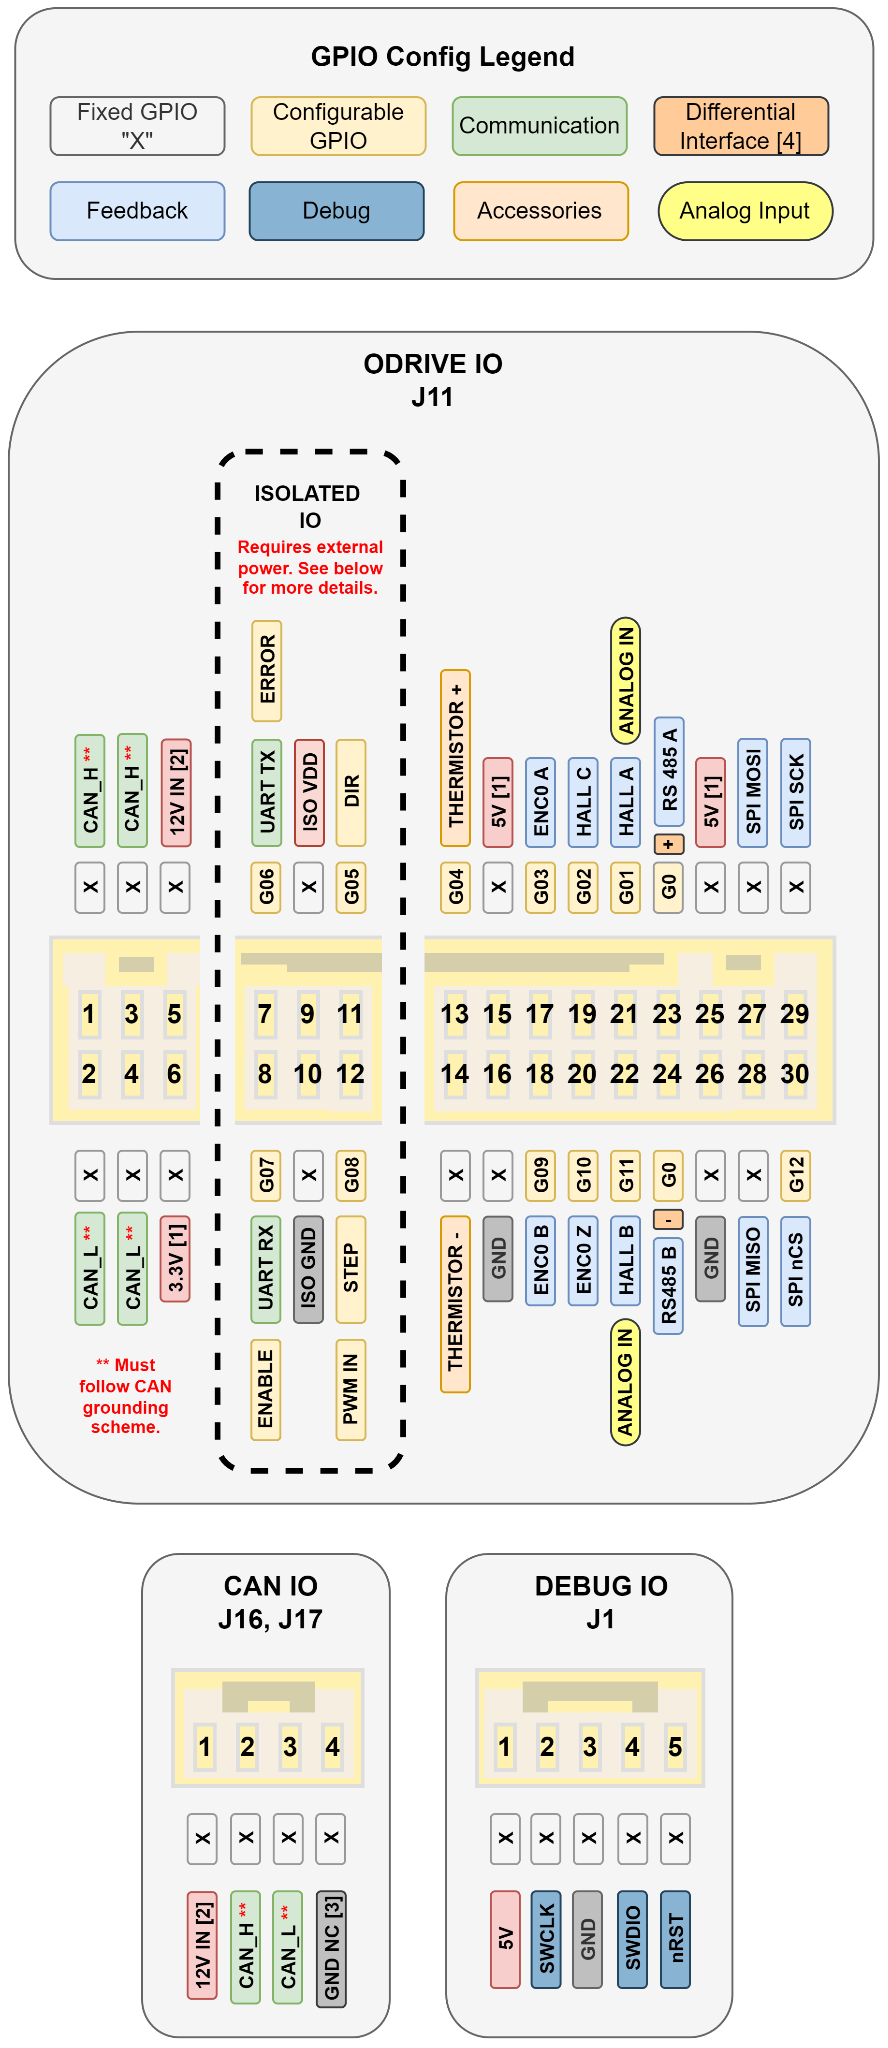 GPIO Config Legend
Fixed GPIO
"X"
Configurable
GPIO
Communication
Differential
Interface [4]
Feedback
Debug
Accessories
Analog Input
ODRIVE IO
J11
ISOLATED
IO
Requires external
power. See below
for more details.
ERROR
ANALOG IN
CAN_H **
CAN_H **
12V IN [2]
UART TX
ISO VDD
DIR
THERMISTOR +
5V [1]
ENC0 A
HALL C
HALL A
RS 485 A
+
5V [1]
SPI MOSI
SPI SCK
X
X
X
G06
X
G05
G04
X
G03
G02
G01
G0
X
X
X
1 3 5 7 9 11 13 15 17 19 21 23 25 27 29
2 4 6 8 10 12 14 16 18 20 22 24 26 28 30
X
X
X
G07
X
G08
X
X
G09
G10
G11
G0
X
X
G12
CAN_L **
CAN_L **
3.3V [1]
UART RX
ISO GND
STEP
THERMISTOR -
GND
ENC0 B
ENC0 Z
HALL B
-
RS485 B
GND
SPI MISO
SPI nCS
ENABLE
PWM IN
ANALOG IN
** Must
follow CAN
grounding
scheme.
CAN IO
J16, J17
1 2 3 4
X
X
X
X
12V IN [2]
CAN_H **
CAN_L **
GND NC [3]
DEBUG IO
J1
1 2 3 4 5
X
X
X
X
X
5V
SWCLK
GND
SWDIO
nRST